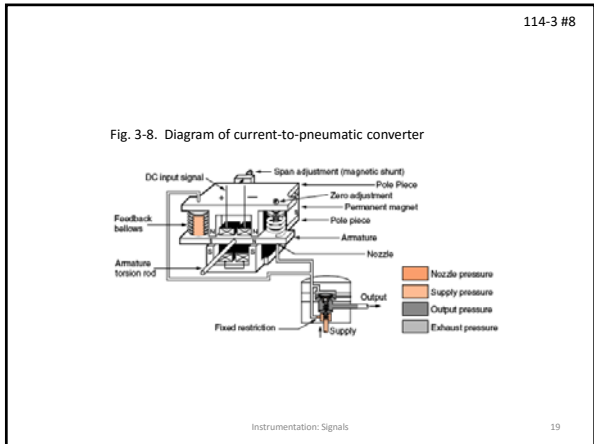 114-3 #8
Fig. 3-8. Diagram of current-to-pneumatic converter
DC input signal
Span adjustment (magnetic shunt)
Pole Piece
Zero adjustment
Permanent magnet
Pole piece
Feedback
bellows
Armature
Nozzle
Armature
torsion rod
Output
Fixed restriction
Supply
Nozzle pressure
Supply pressure
Output pressure
Exhaust pressure
Instrumentation: Signals
19